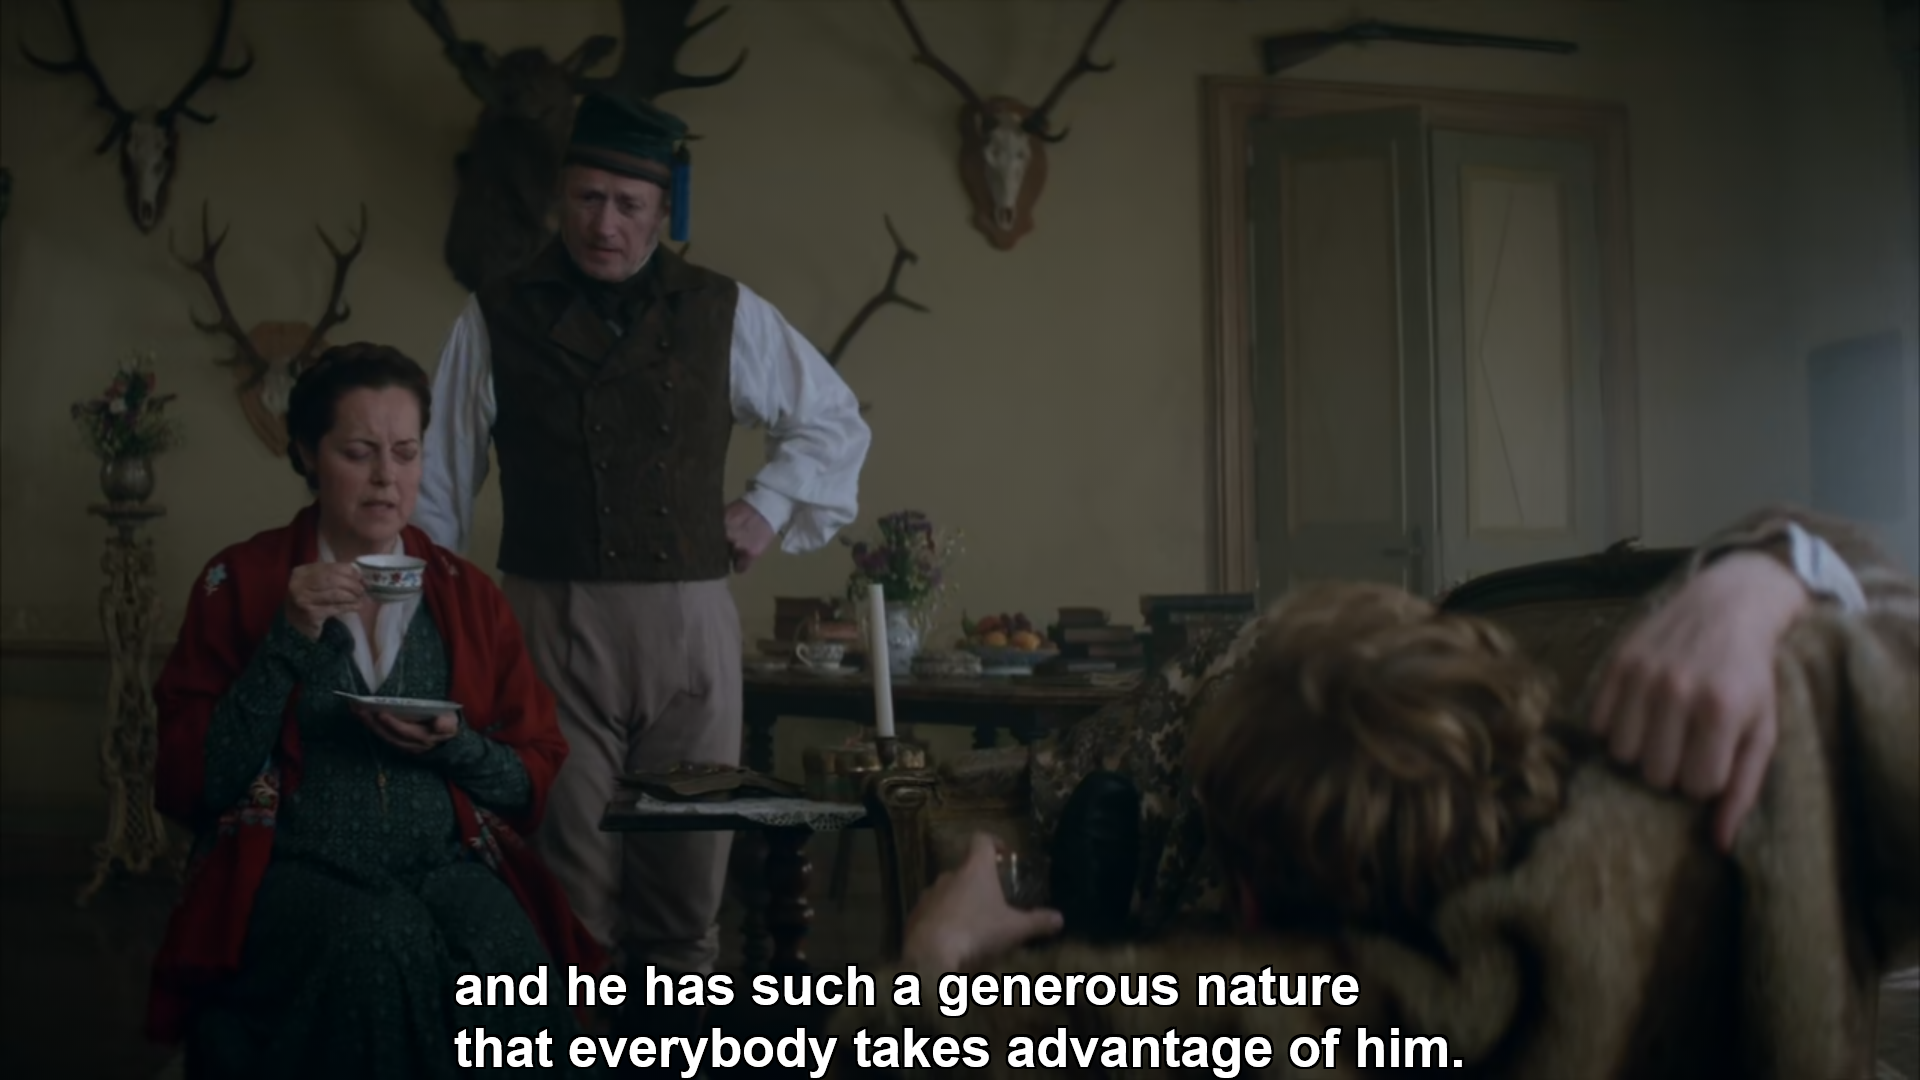 and he has such a generous nature
that everybody takes advantage of him.